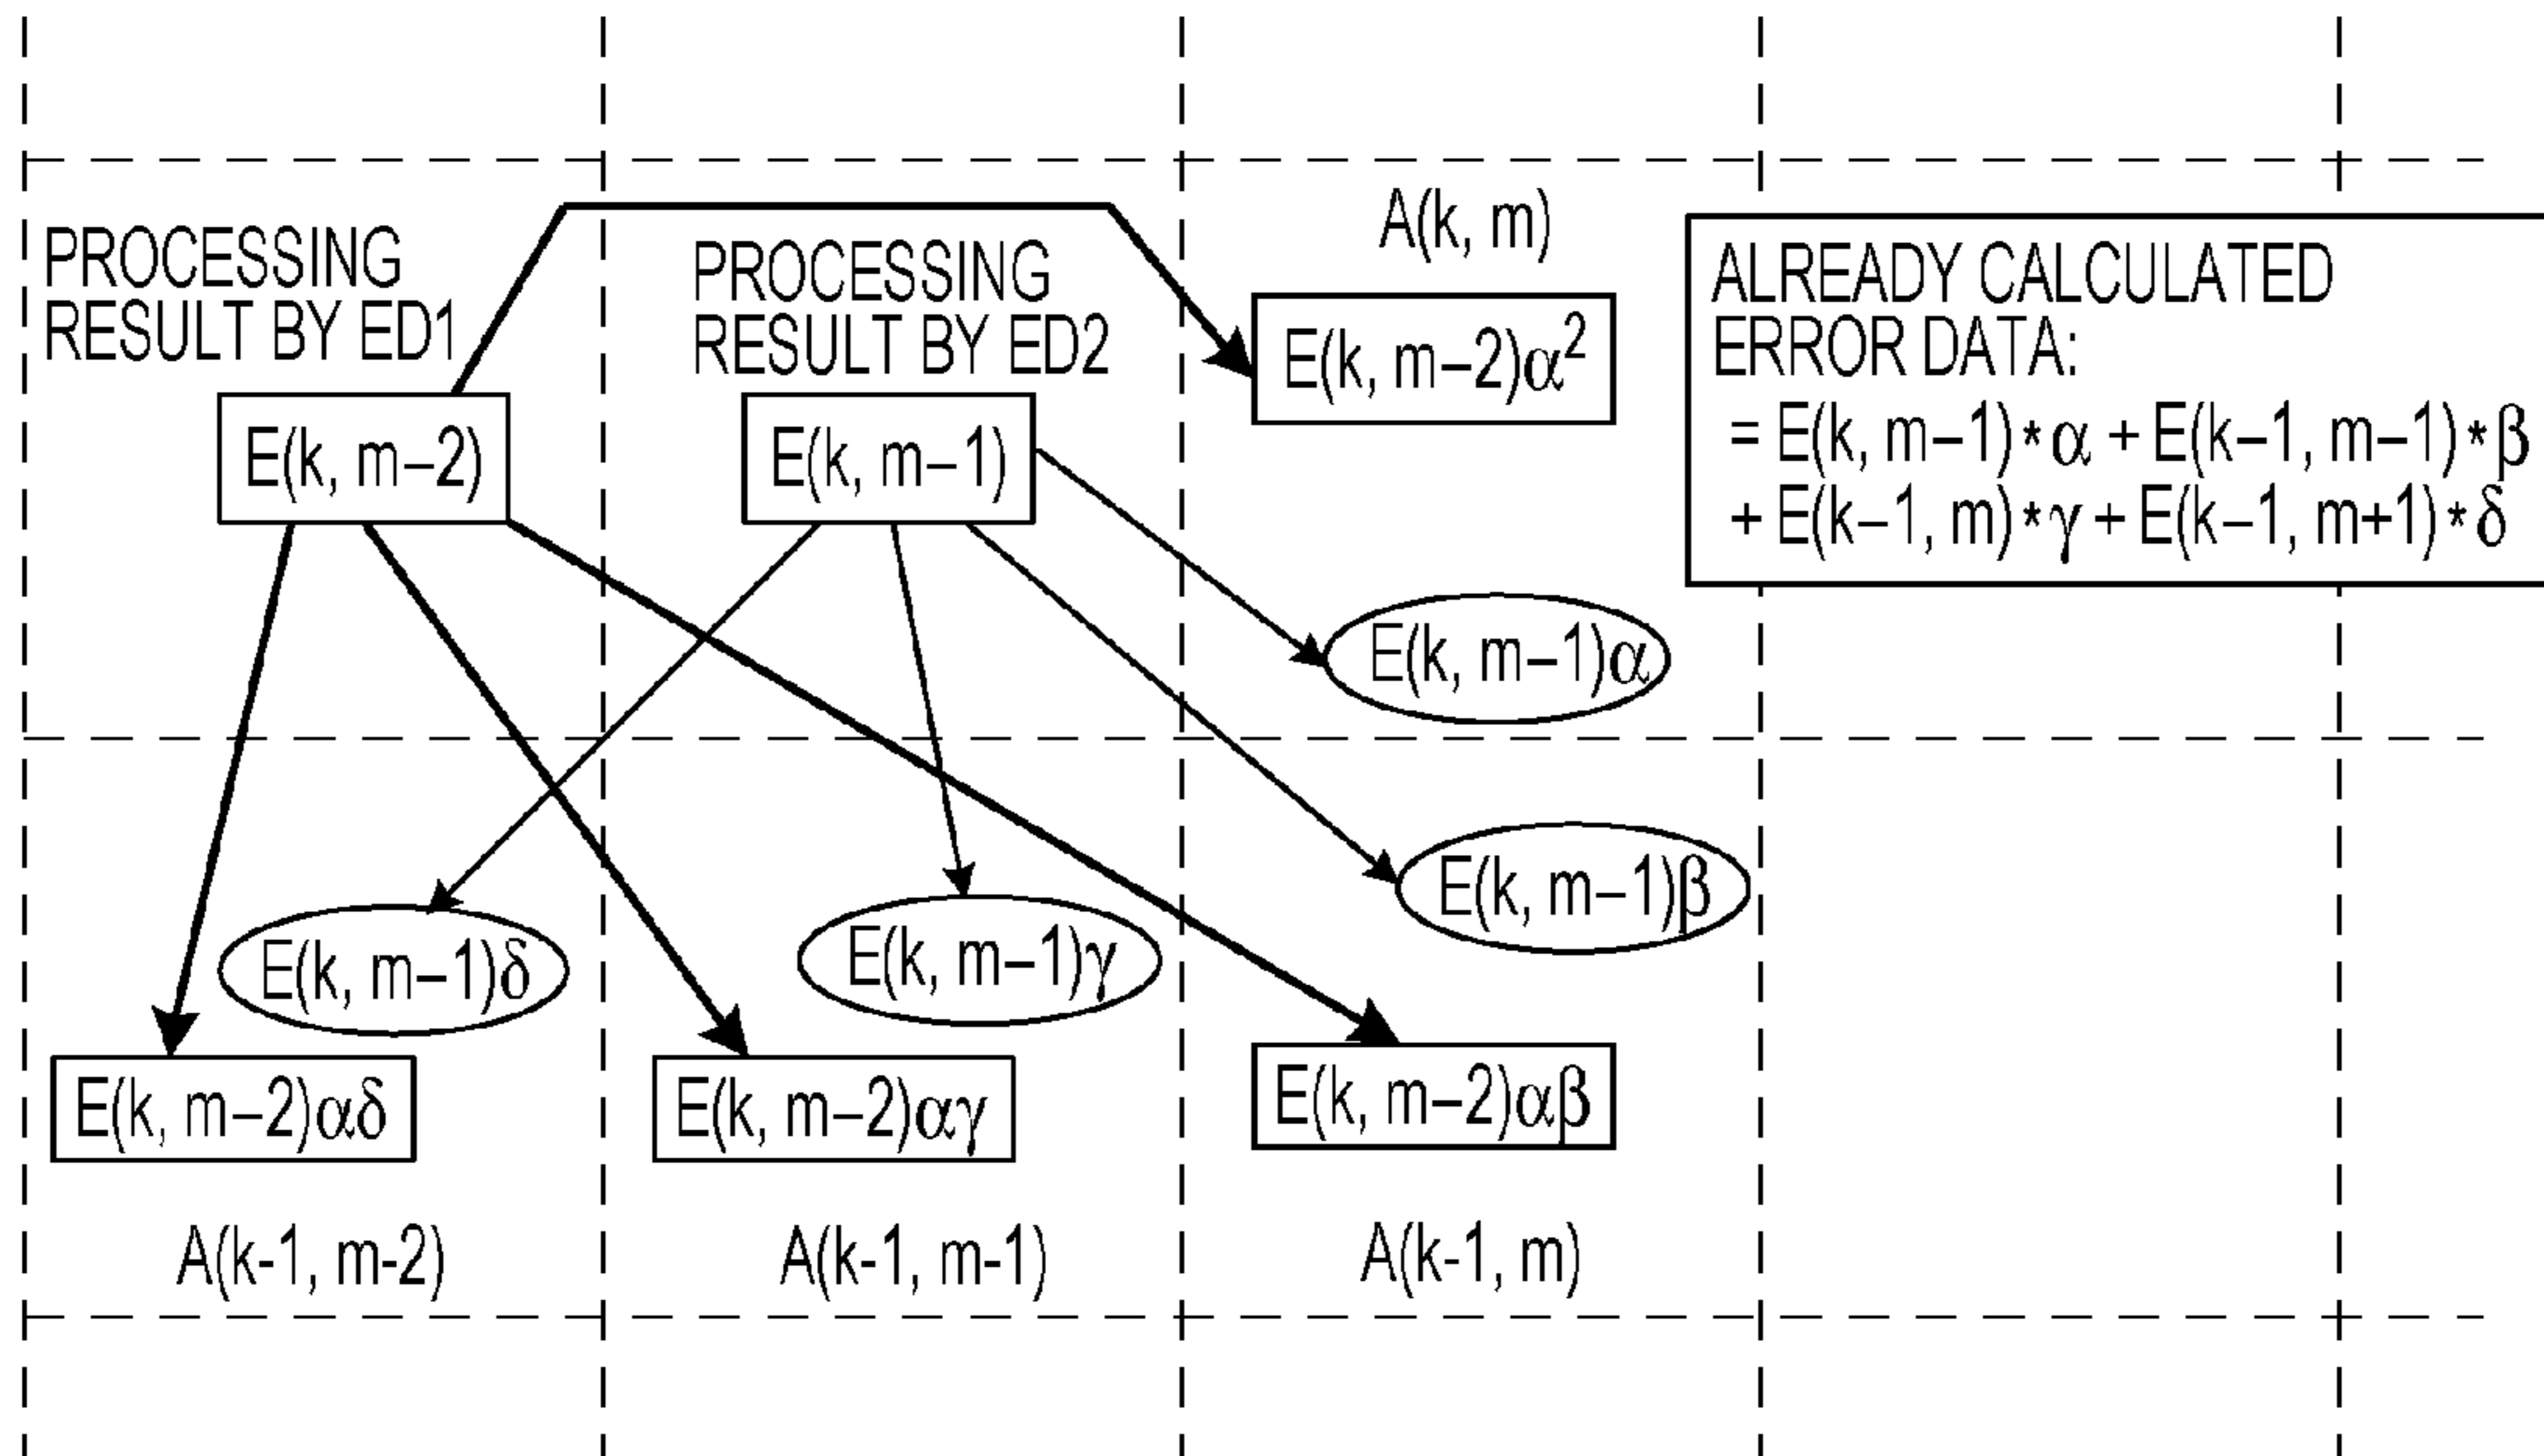 PROCESSING
RESULT BY ED1
E(k, m−2)
PROCESSING
RESULT BY ED2
E(k, m−1)
A(k, m)
E(k, m−2)α²
ALREADY CALCULATED
ERROR DATA:
= E(k, m−1)*α + E(k−1, m−1)*β
+ E(k−1, m)*γ + E(k−1, m+1)*δ
E(k, m−1)α
E(k, m−1)β
E(k, m−1)δ
E(k, m−1)γ
E(k, m−2)αδ
E(k, m−2)αγ
E(k, m−2)αβ
A(k-1, m-2)
A(k-1, m-1)
A(k-1, m)